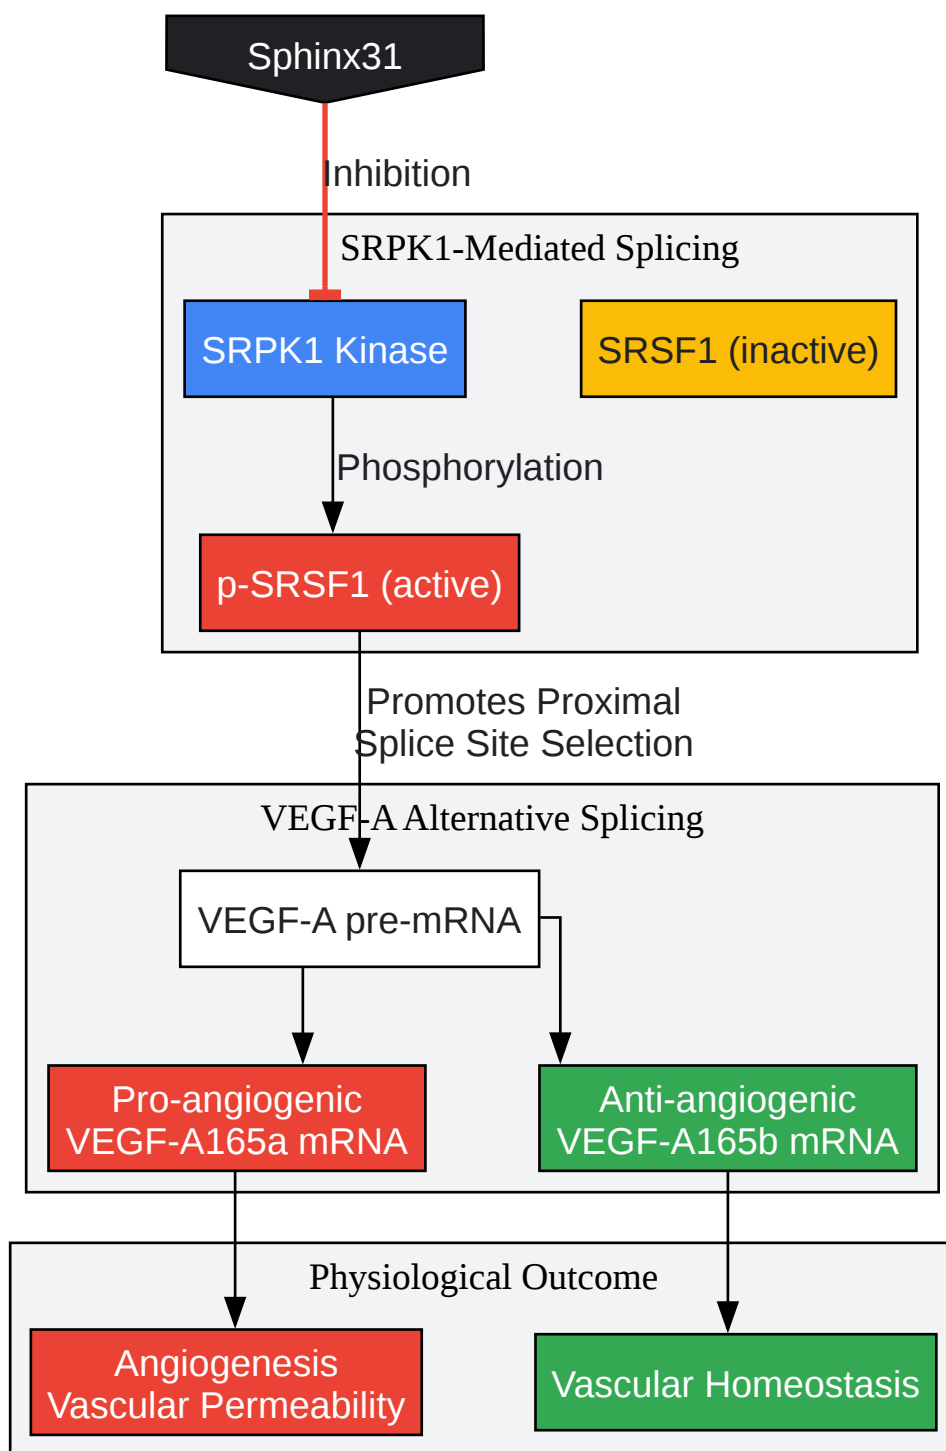 Sphinx31
Inhibition
SRPK1-Mediated Splicing
SRPK1 Kinase
SRSF1 (inactive)
Phosphorylation
p-SRSF1 (active)
Promotes Proximal
Splice Site Selection
VEGF-A Alternative Splicing
VEGF-A pre-mRNA
Pro-angiogenic
VEGF-A165a mRNA
Anti-angiogenic
VEGF-A165b mRNA
Physiological Outcome
Angiogenesis
Vascular Permeability
Vascular Homeostasis